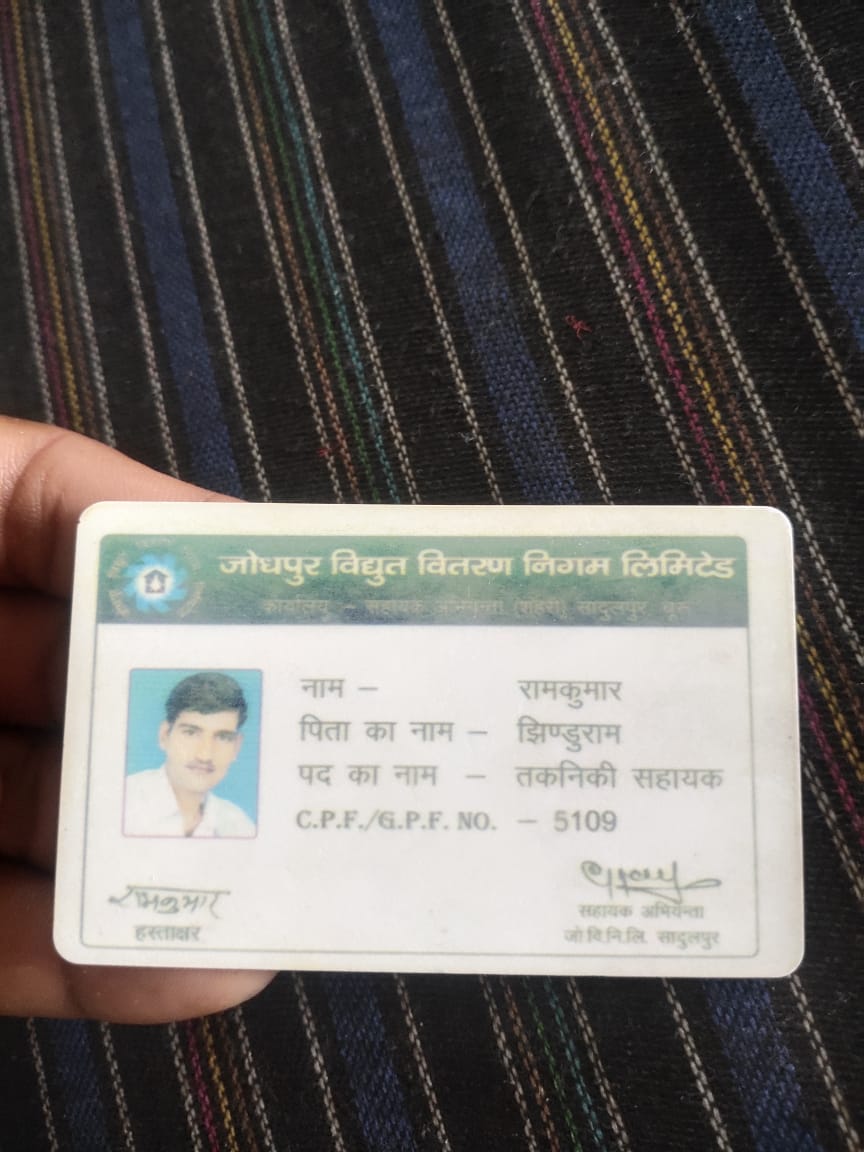 जोधपुर विद्युत वितरण निगम लिमिटेड
कार्यालय - सहायक अभियन्ता (शहरी) सादुलपुर चूरू
नाम - रामकुमार
पिता का नाम - झिण्डुराम
पद का नाम - तकनिकी सहायक
C.P.F./G.P.F. NO. - 5109
रामकुमार
हस्ताक्षर
सहायक अभियन्ता
जो.वि.नि.लि. सादुलपुर